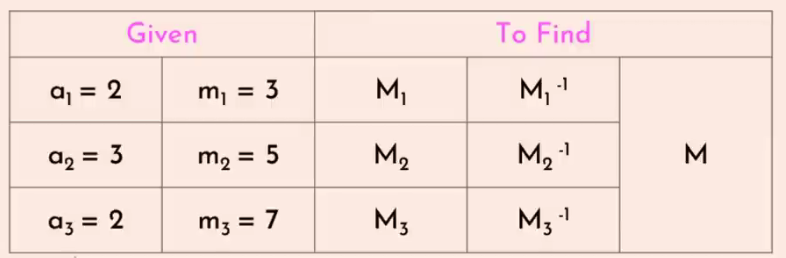 Given To Find
a₁ = 2 m₁ = 3 M₁ M₁⁻¹
a₂ = 3 m₂ = 5 M₂ M₂⁻¹ M
a₃ = 2 m₃ = 7 M₃ M₃⁻¹